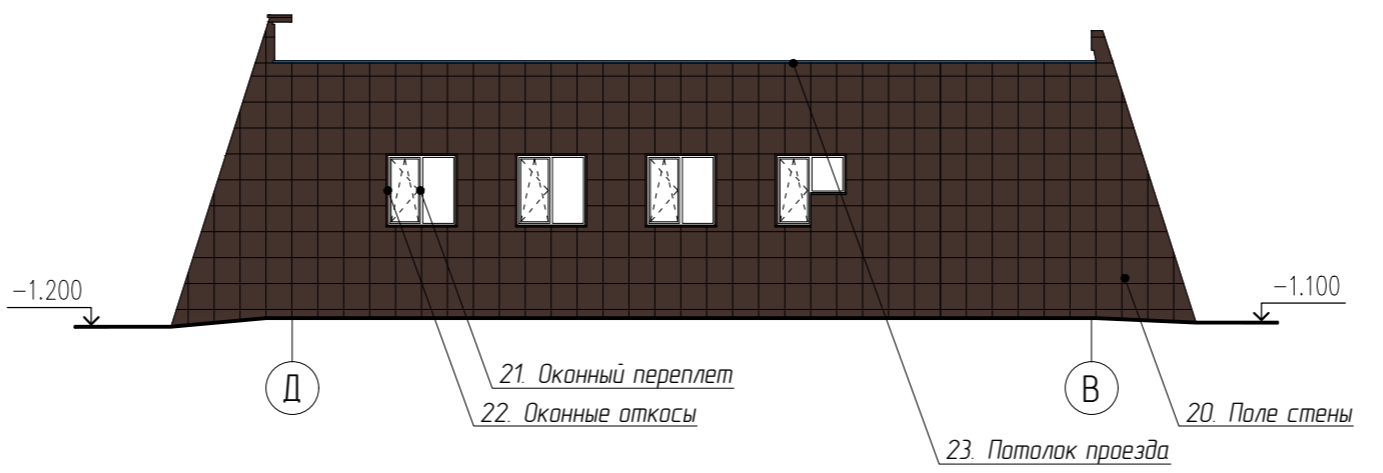 -1.200
-1.100
21. Оконный переплет
22. Оконные откосы
Д
В
20. Поле стены
23. Потолок проезда